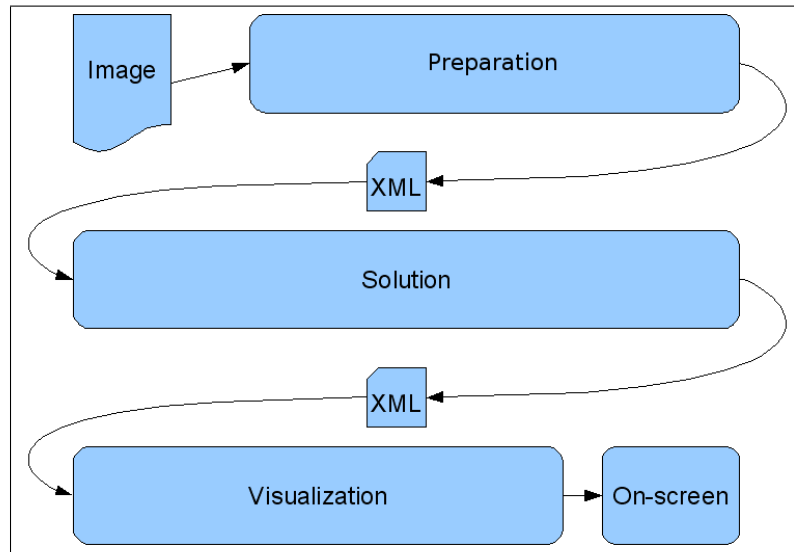 Image
Preparation
XML
Solution
XML
Visualization
On-screen